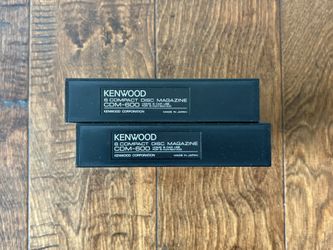 KENWOOD
6 COMPACT DISC MAGAZINE
CDM-600
KENWOOD CORPORATION
MADE IN JAPAN
KENWOOD
6 COMPACT DISC MAGAZINE
CDM-600
KENWOOD CORPORATION
MADE IN JAPAN